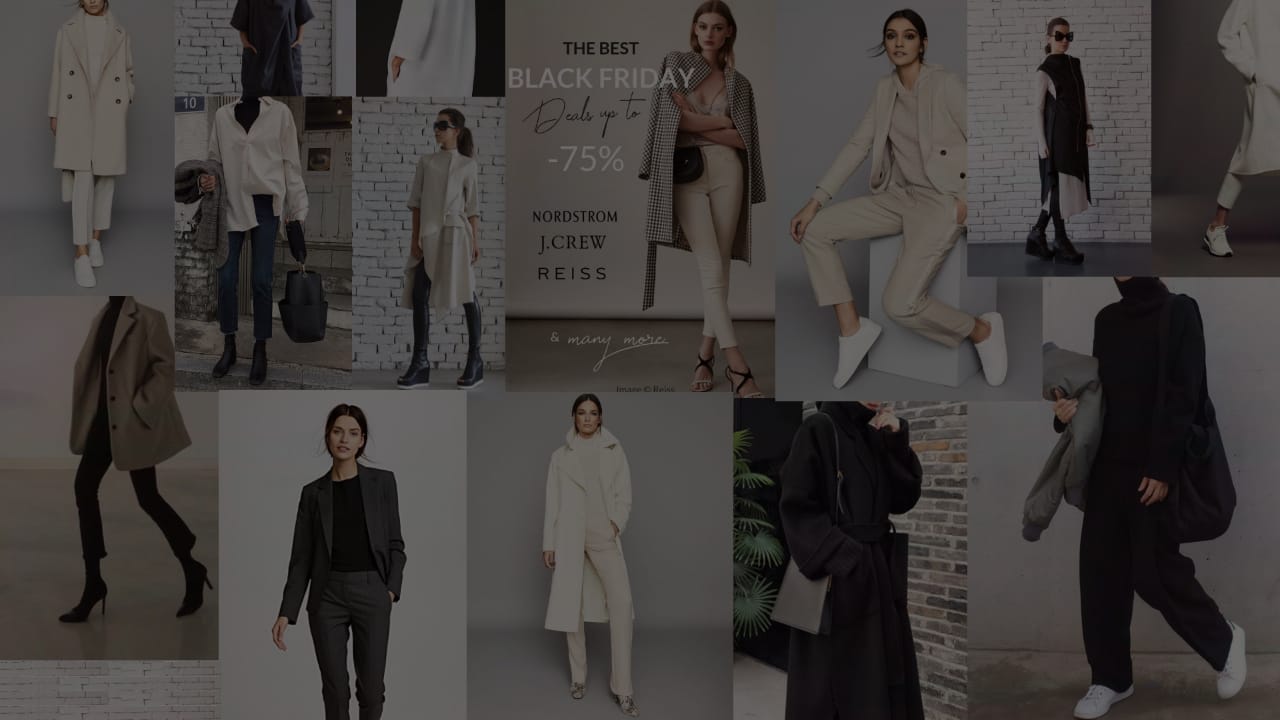 10
THE BEST
BLACK FRIDAY
Deals up to
-75%
NORDSTROM
J.CREW
REISS
& many more
Image © Reiss